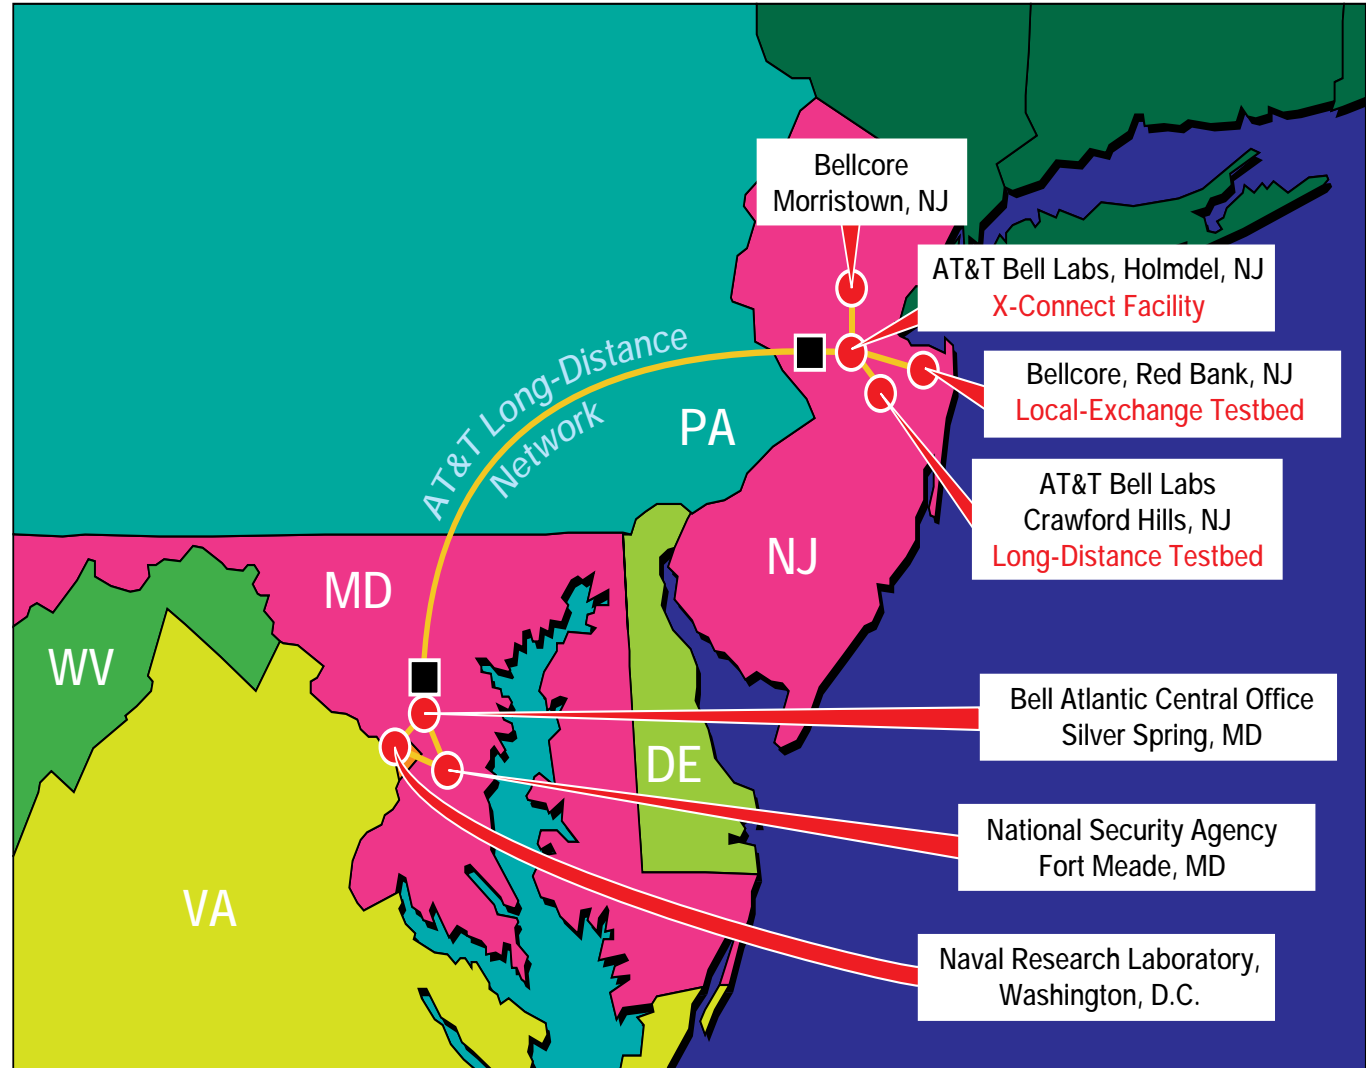 Bellcore
Morristown, NJ
AT&T Bell Labs, Holmdel, NJ
X-Connect Facility
Bellcore, Red Bank, NJ
Local-Exchange Testbed
AT&T Bell Labs
Crawford Hills, NJ
Long-Distance Testbed
AT&T Long-Distance
Network
PA
NJ
MD
WV
DE
VA
Bell Atlantic Central Office
Silver Spring, MD
National Security Agency
Fort Meade, MD
Naval Research Laboratory,
Washington, D.C.